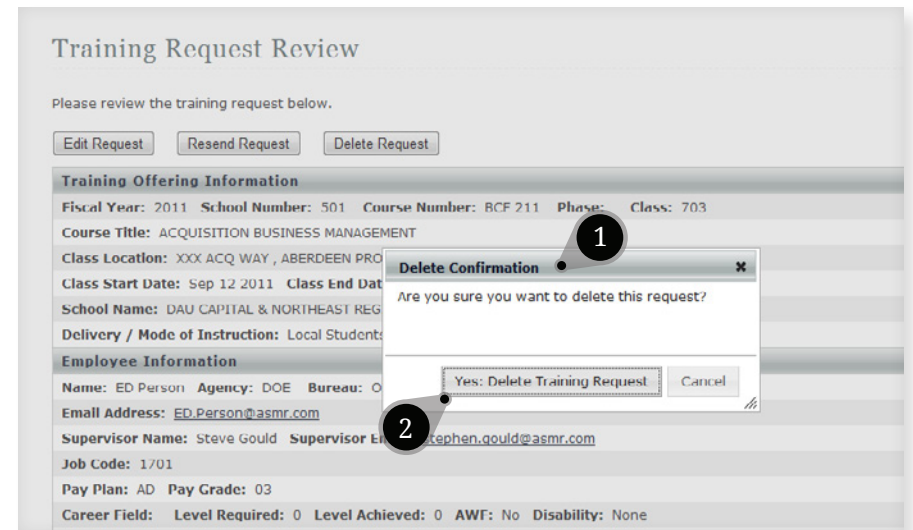 Training Request Review
Please review the training request below.
Edit Request Resend Request Delete Request
Training Offering Information
Fiscal Year: 2011 School Number: 501 Course Number: BCF 211 Phase: Class: 703
Course Title: ACQUISITION BUSINESS MANAGEMENT
1
Class Location: XXX ACQ WAY , ABERDEEN PRO
Delete Confirmation ✖
Class Start Date: Sep 12 2011 Class End Dat
Are you sure you want to delete this request?
School Name: DAU CAPITAL & NORTHEAST REG
Delivery / Mode of Instruction: Local Students
Employee Information
Yes: Delete Training Request Cancel
Name: ED Person Agency: DOE Bureau: O
Email Address: ED.Person@asmr.com
2
Supervisor Name: Steve Gould Supervisor E tephen.gould@asmr.com
Job Code: 1701
Pay Plan: AD Pay Grade: 03
Career Field: Level Required: 0 Level Achieved: 0 AWF: No Disability: None